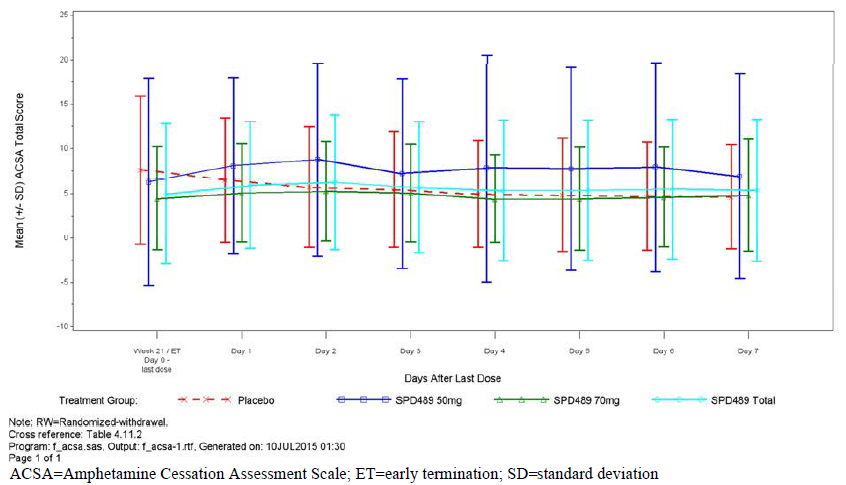 25
20
15
10
5
0
-5
-10
Mean (+/- SD) ACSA Total Score
Week 21 / ET Day 1 Day 2 Day 3 Day 4 Day 5 Day 6 Day 7
Day 0 -
last dose
Days After Last Dose
Treatment Group: Placebo SPD489 50mg SPD489 70mg SPD489 Total
Note: RW=Randomized-withdrawal.
Cross reference: Table 4.11.2
Program: f_acsa.sas, Output: f_acsa-1.rtf, Generated on: 10JUL2015 01:30
Page 1 of 1
ACSA=Amphetamine Cessation Assessment Scale; ET=early termination; SD=standard deviation